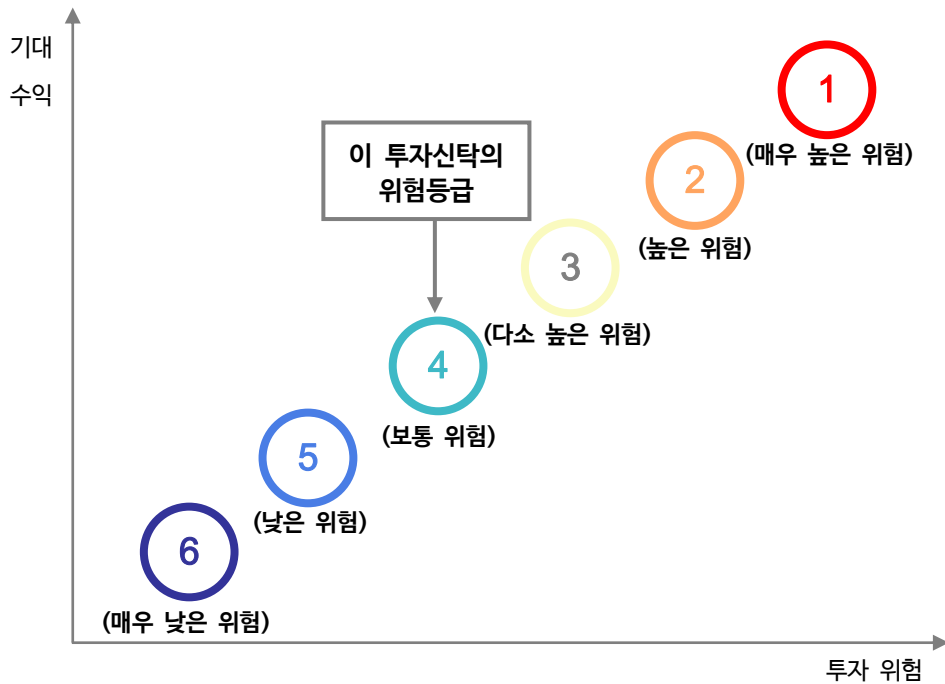 기대
수익
1
(매우 높은 위험)
이 투자신탁의
위험등급
2
(높은 위험)
3
(다소 높은 위험)
4
(보통 위험)
5
(낮은 위험)
6
(매우 낮은 위험)
투자 위험